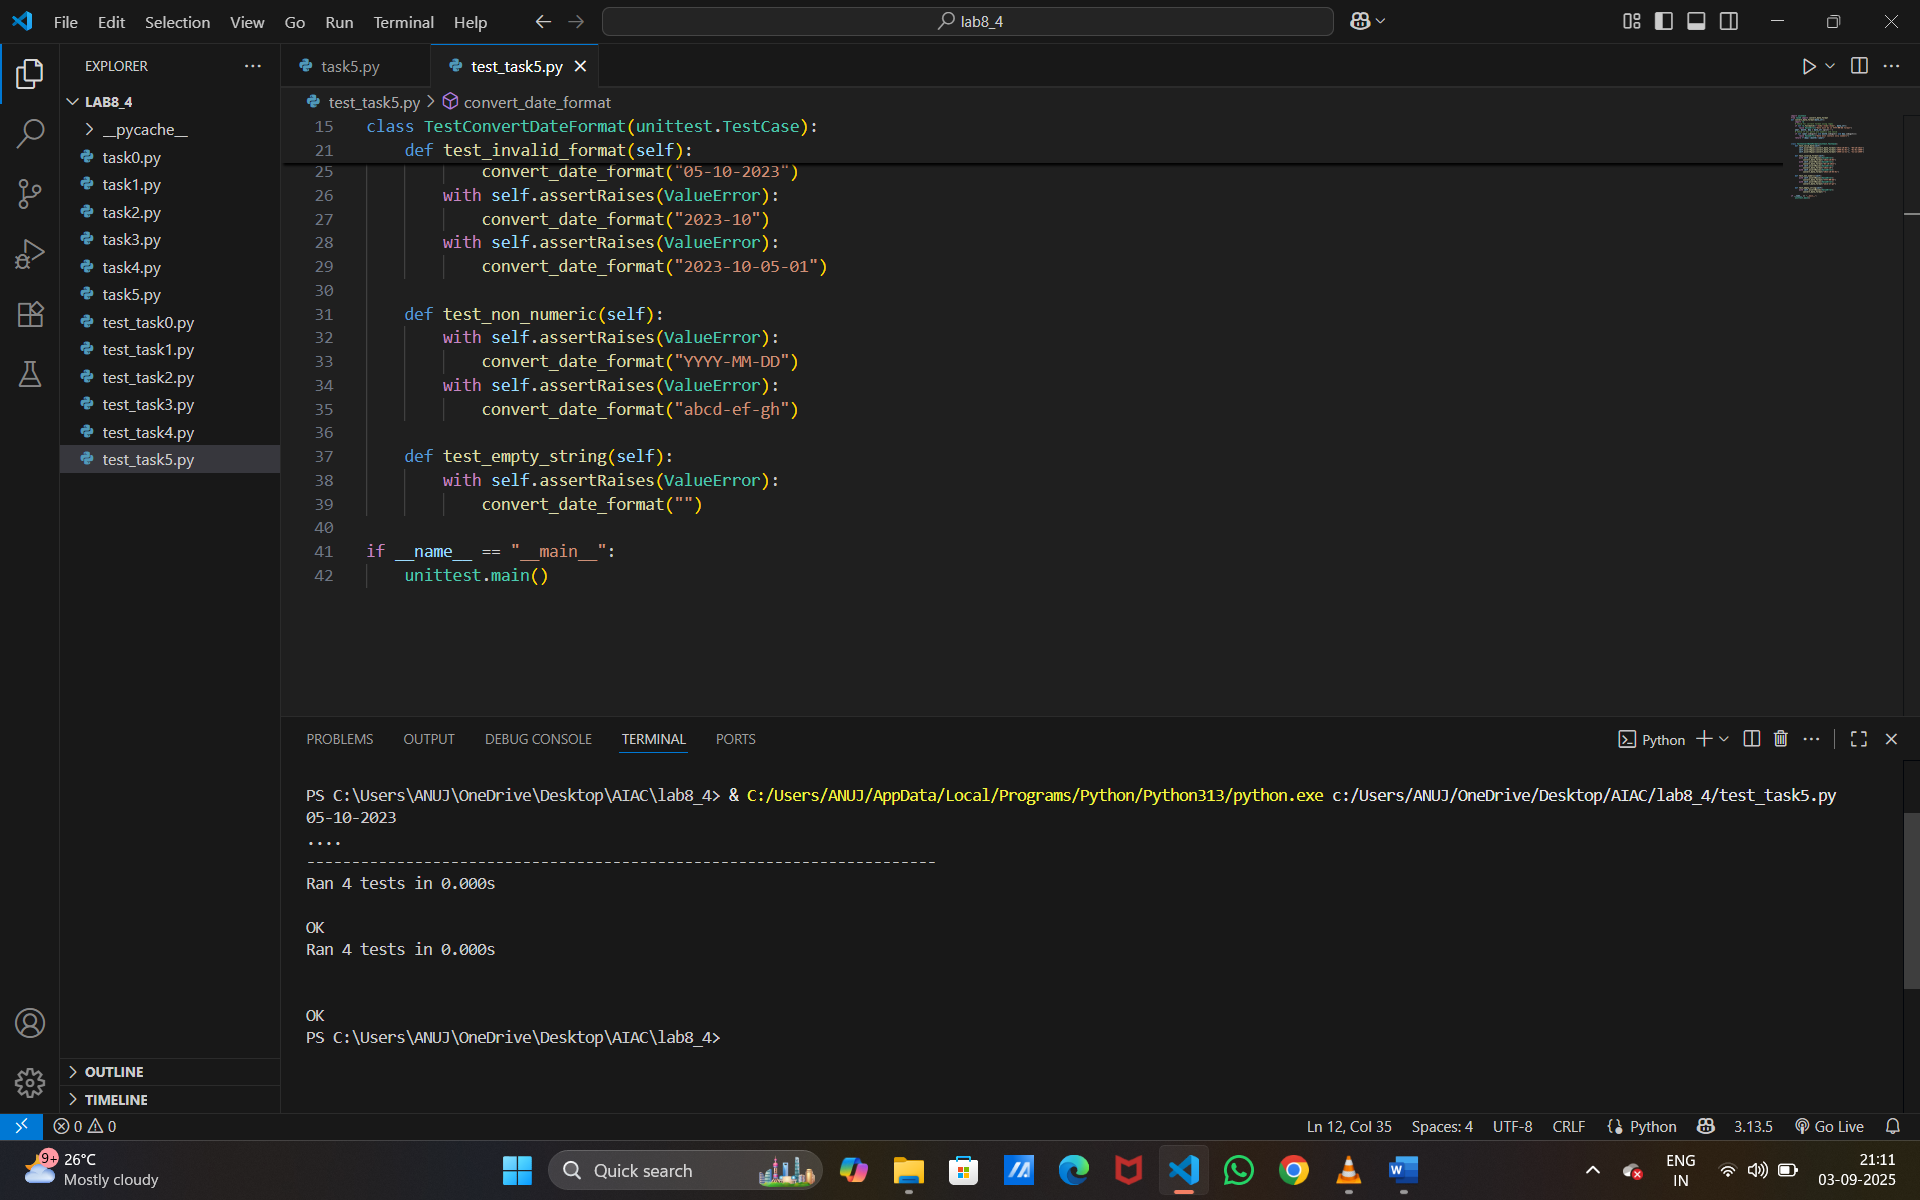 File Edit Selection View Go Run Terminal Help
lab8_4
EXPLORER
LAB8_4
__pycache__
task0.py
task1.py
task2.py
task3.py
task4.py
task5.py
test_task0.py
test_task1.py
test_task2.py
test_task3.py
test_task4.py
test_task5.py
OUTLINE
TIMELINE
task5.py test_task5.py
test_task5.py > convert_date_format
15 class TestConvertDateFormat(unittest.TestCase):
21 def test_invalid_format(self):
25 convert_date_format("05-10-2023")
26 with self.assertRaises(ValueError):
27 convert_date_format("2023-10")
28 with self.assertRaises(ValueError):
29 convert_date_format("2023-10-05-01")
30
31 def test_non_numeric(self):
32 with self.assertRaises(ValueError):
33 convert_date_format("YYYY-MM-DD")
34 with self.assertRaises(ValueError):
35 convert_date_format("abcd-ef-gh")
36
37 def test_empty_string(self):
38 with self.assertRaises(ValueError):
39 convert_date_format("")
40
41 if __name__ == "__main__":
42 unittest.main()
PROBLEMS OUTPUT DEBUG CONSOLE TERMINAL PORTS
Python
PS C:\Users\ANUJ\OneDrive\Desktop\AIAC\lab8_4> & C:/Users/ANUJ/AppData/Local/Programs/Python/Python313/python.exe c:/Users/ANUJ/OneDrive/Desktop/AIAC/lab8_4/test_task5.py
05-10-2023
....
----------------------------------------------------------------------
Ran 4 tests in 0.000s
OK
Ran 4 tests in 0.000s
OK
PS C:\Users\ANUJ\OneDrive\Desktop\AIAC\lab8_4>
0 0 Ln 12, Col 35 Spaces: 4 UTF-8 CRLF Python 3.13.5 Go Live
9+ 26°C
Mostly cloudy
Quick search
ENG
IN
21:11
03-09-2025